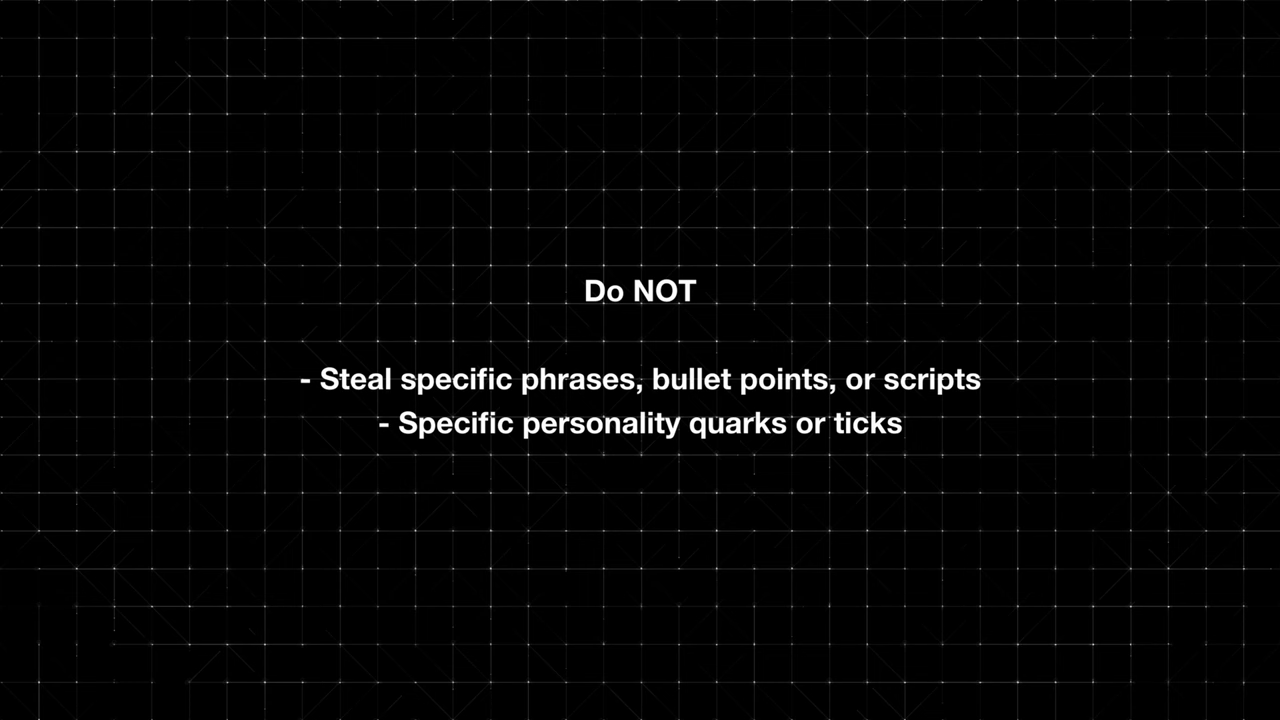 Do NOT
- Steal specific phrases, bullet points, or scripts
- Specific personality quarks or ticks